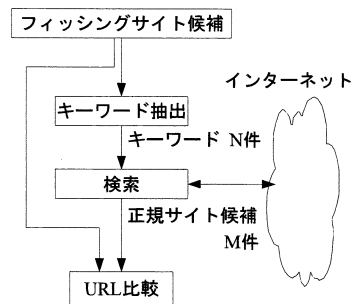 フィッシングサイト候補
インターネット
キーワード抽出
キーワード N件
検索
正規サイト候補
M件
URL比較